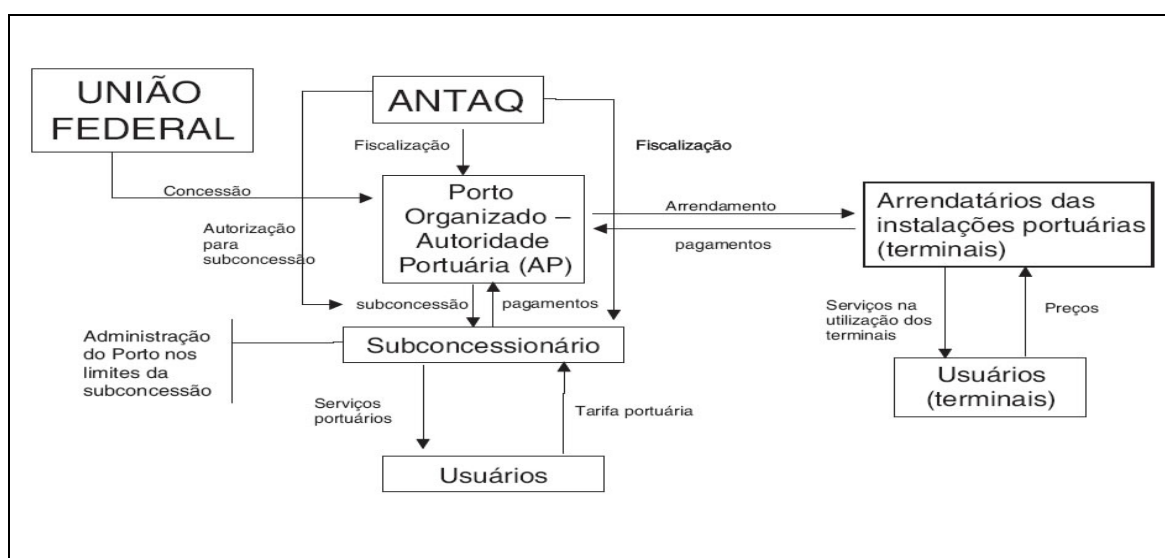 UNIÃO
FEDERAL
ANTAQ
Fiscalização
Fiscalização
Concessão
Porto
Organizado –
Autoridade
Portuária (AP)
Arrendamento
pagamentos
Arrendatários das
instalações portuárias
(terminais)
Autorização
para
subconcessão
subconcessão
pagamentos
Serviços na
utilização dos
terminais
Preços
Administração
do Porto nos
limites da
subconcessão
Subconcessionário
Usuários
(terminais)
Serviços
portuários
Tarifa portuária
Usuários